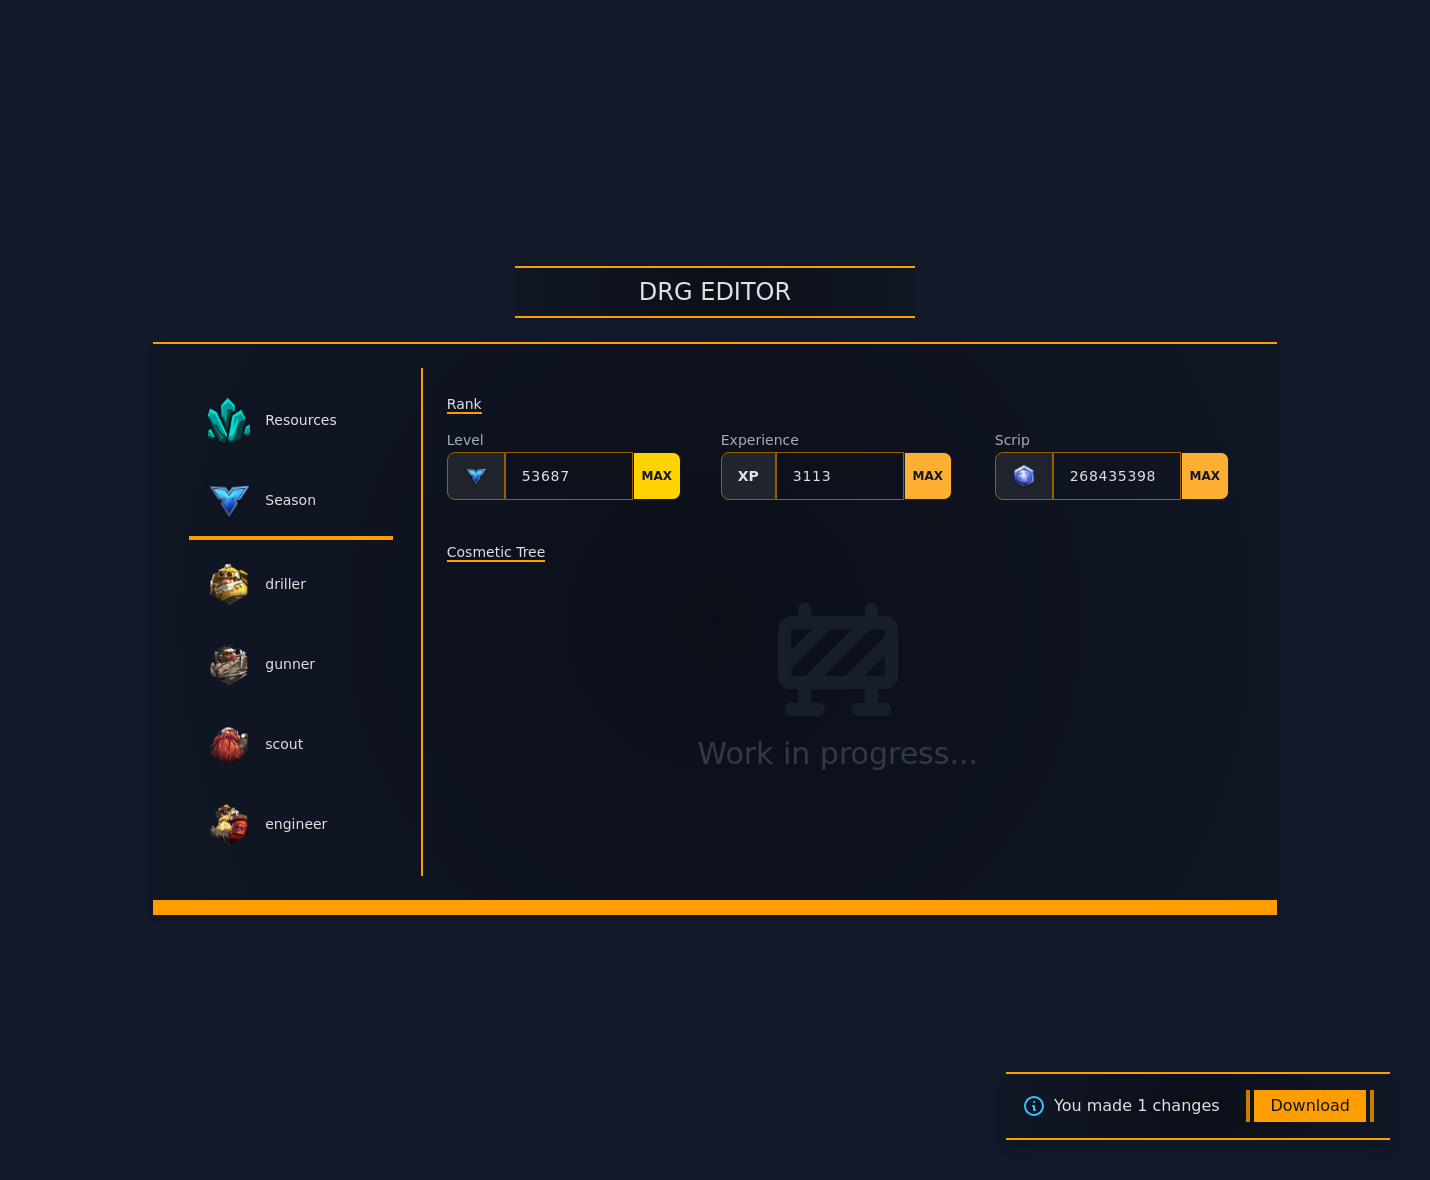 DRG EDITOR
Resources
Season
driller
gunner
scout
engineer
Rank
Level
53687
MAX
Experience
XP
3113
MAX
Scrip
268435398
MAX
Cosmetic Tree
Work in progress...
You made 1 changes
Download